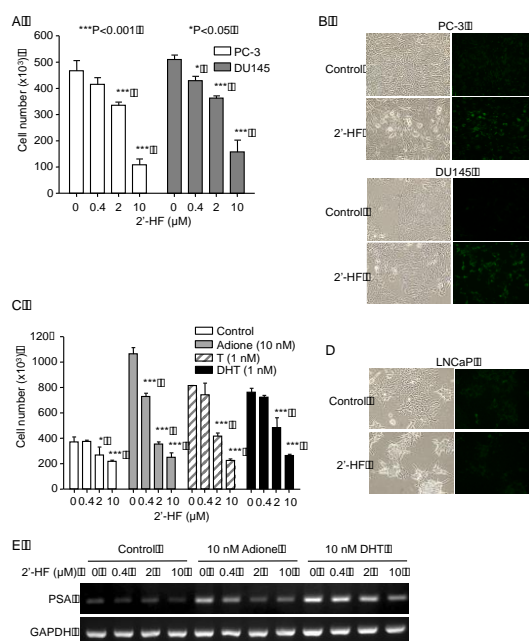 A
***P<0.001 *P<0.05
PC-3
DU145
Cell number (x10³)
600
500
400
300
200
100
0
*
***
***
***
***
0 0.4 2 10 0 0.4 2 10
2'-HF (µM)
B
PC-3
Control
2'-HF
DU145
Control
2'-HF
C
Control
Adione (10 nM)
T (1 nM)
DHT (1 nM)
Cell number (x10³)
1200
1000
800
600
400
200
0
***
***
***
*
***
***
***
***
***
0 0.4 2 10 0 0.4 2 10 0 0.4 2 10 0 0.4 2 10
2'-HF (µM)
D
LNCaP
Control
2'-HF
E
Control 10 nM Adione 10 nM DHT
2'-HF (µM) 0 0.4 2 10 0 0.4 2 10 0 0.4 2 10
PSA
GAPDH